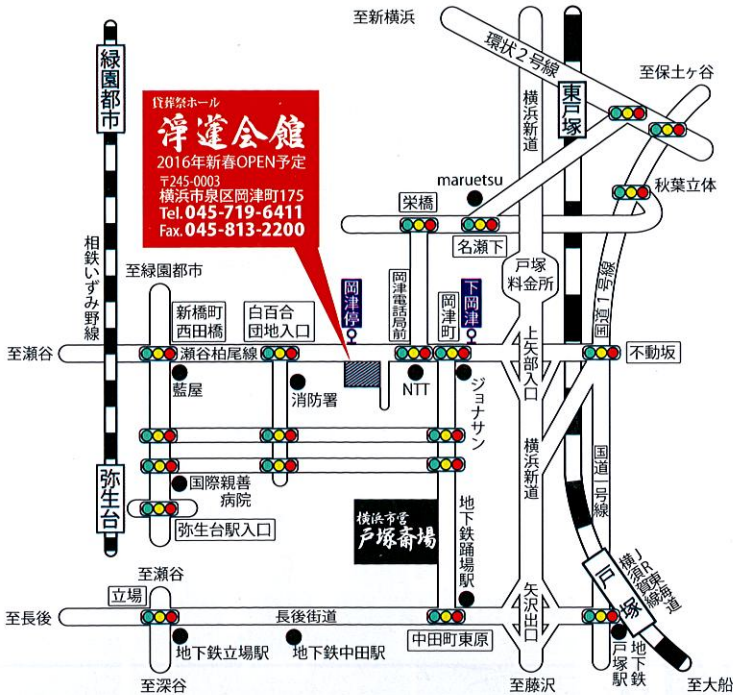 至新横浜
環状2号線
至保土ヶ谷
緑園都市
東戸塚
横浜新道
貸葬祭ホール
浄蓮会館
2016年新春OPEN予定
〒245-0003
横浜市泉区岡津町175
Tel. 045-719-6411
Fax. 045-813-2200
maruetsu
秋葉立体
栄橋
名瀬下
相鉄いずみ野線
至緑園都市
戸塚
料金所
国道1号線
新橋町
西田橋
白百合
団地入口
岡津停
岡津電話局前
岡津町
下岡津
至瀬谷
瀬谷柏尾線
上矢部入口
不動坂
藍屋
消防署
NTT
ジョナサン
弥生台
国際親善
病院
弥生台駅入口
横浜市営
戸塚斎場
地下鉄踊場駅
横浜新道
国道一号線
JR東海道
横須賀線
戸塚
至瀬谷
立場
至長後
長後街道
中田町東原
矢沢出口
地下鉄立場駅
地下鉄中田駅
地下鉄
戸塚駅
至深谷
至藤沢
至大船